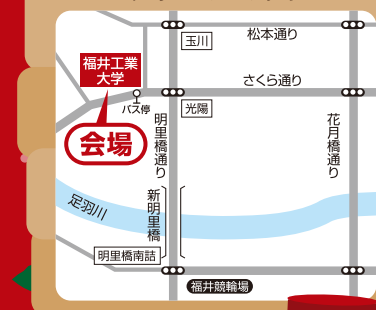 松本通り
玉川
福井工業
大学
さくら通り
バス停
光陽
会場
明里橋通り
花月橋通り
足羽川
新明里橋
明里橋南詰
福井競輪場